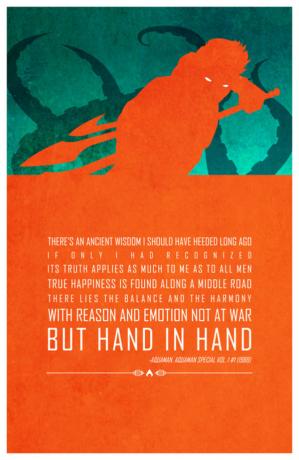 THERE'S AN ANCIENT WISDOM I SHOULD HAVE HEEDED LONG AGO
IF ONLY I HAD RECOGNIZED
ITS TRUTH APPLIES AS MUCH TO ME AS TO ALL MEN
TRUE HAPPINESS IS FOUND ALONG A MIDDLE ROAD
THERE LIES THE BALANCE AND THE HARMONY
WITH REASON AND EMOTION NOT AT WAR
BUT HAND IN HAND
-AQUAMAN, AQUAMAN SPECIAL VOL. 1 #1 (1989)